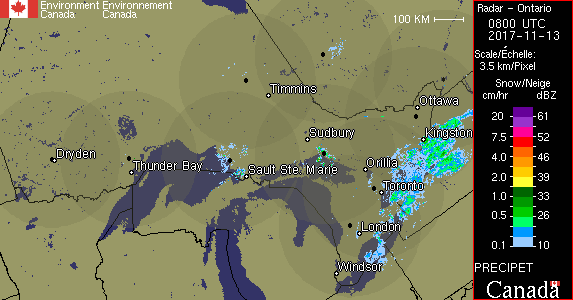 Environment Environnement
Canada Canada
100 KM
Timmins
Ottawa
Sudbury
Kingston
Dryden
Thunder Bay
Sault Ste. Marie
Orillia
Toronto
London
Windsor
Radar - Ontario
0800 UTC
2017-11-13
Scale/Échelle:
3.5 km/Pixel
Snow/Neige
cm/hr dBZ
20 61
7.5 52
4.0 46
2.0 39
1.0 33
0.5 26
0.1 10
PRECIPET
Canada